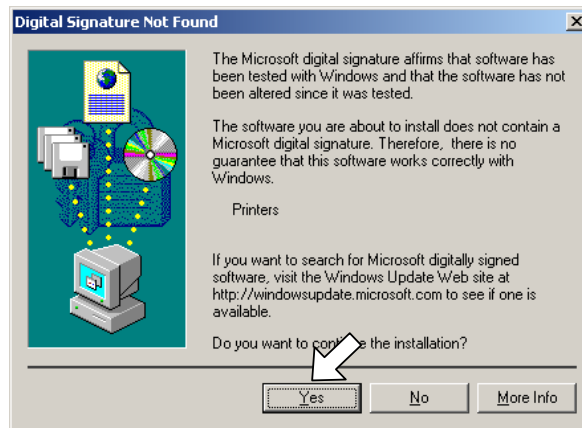 Digital Signature Not Found
The Microsoft digital signature affirms that software has
been tested with Windows and that the software has not
been altered since it was tested.
The software you are about to install does not contain a
Microsoft digital signature. Therefore, there is no
guarantee that this software works correctly with
Windows.
Printers
If you want to search for Microsoft digitally signed
software, visit the Windows Update Web site at
http://windowsupdate.microsoft.com to see if one is
available.
Do you want to continue the installation?
Yes No More Info